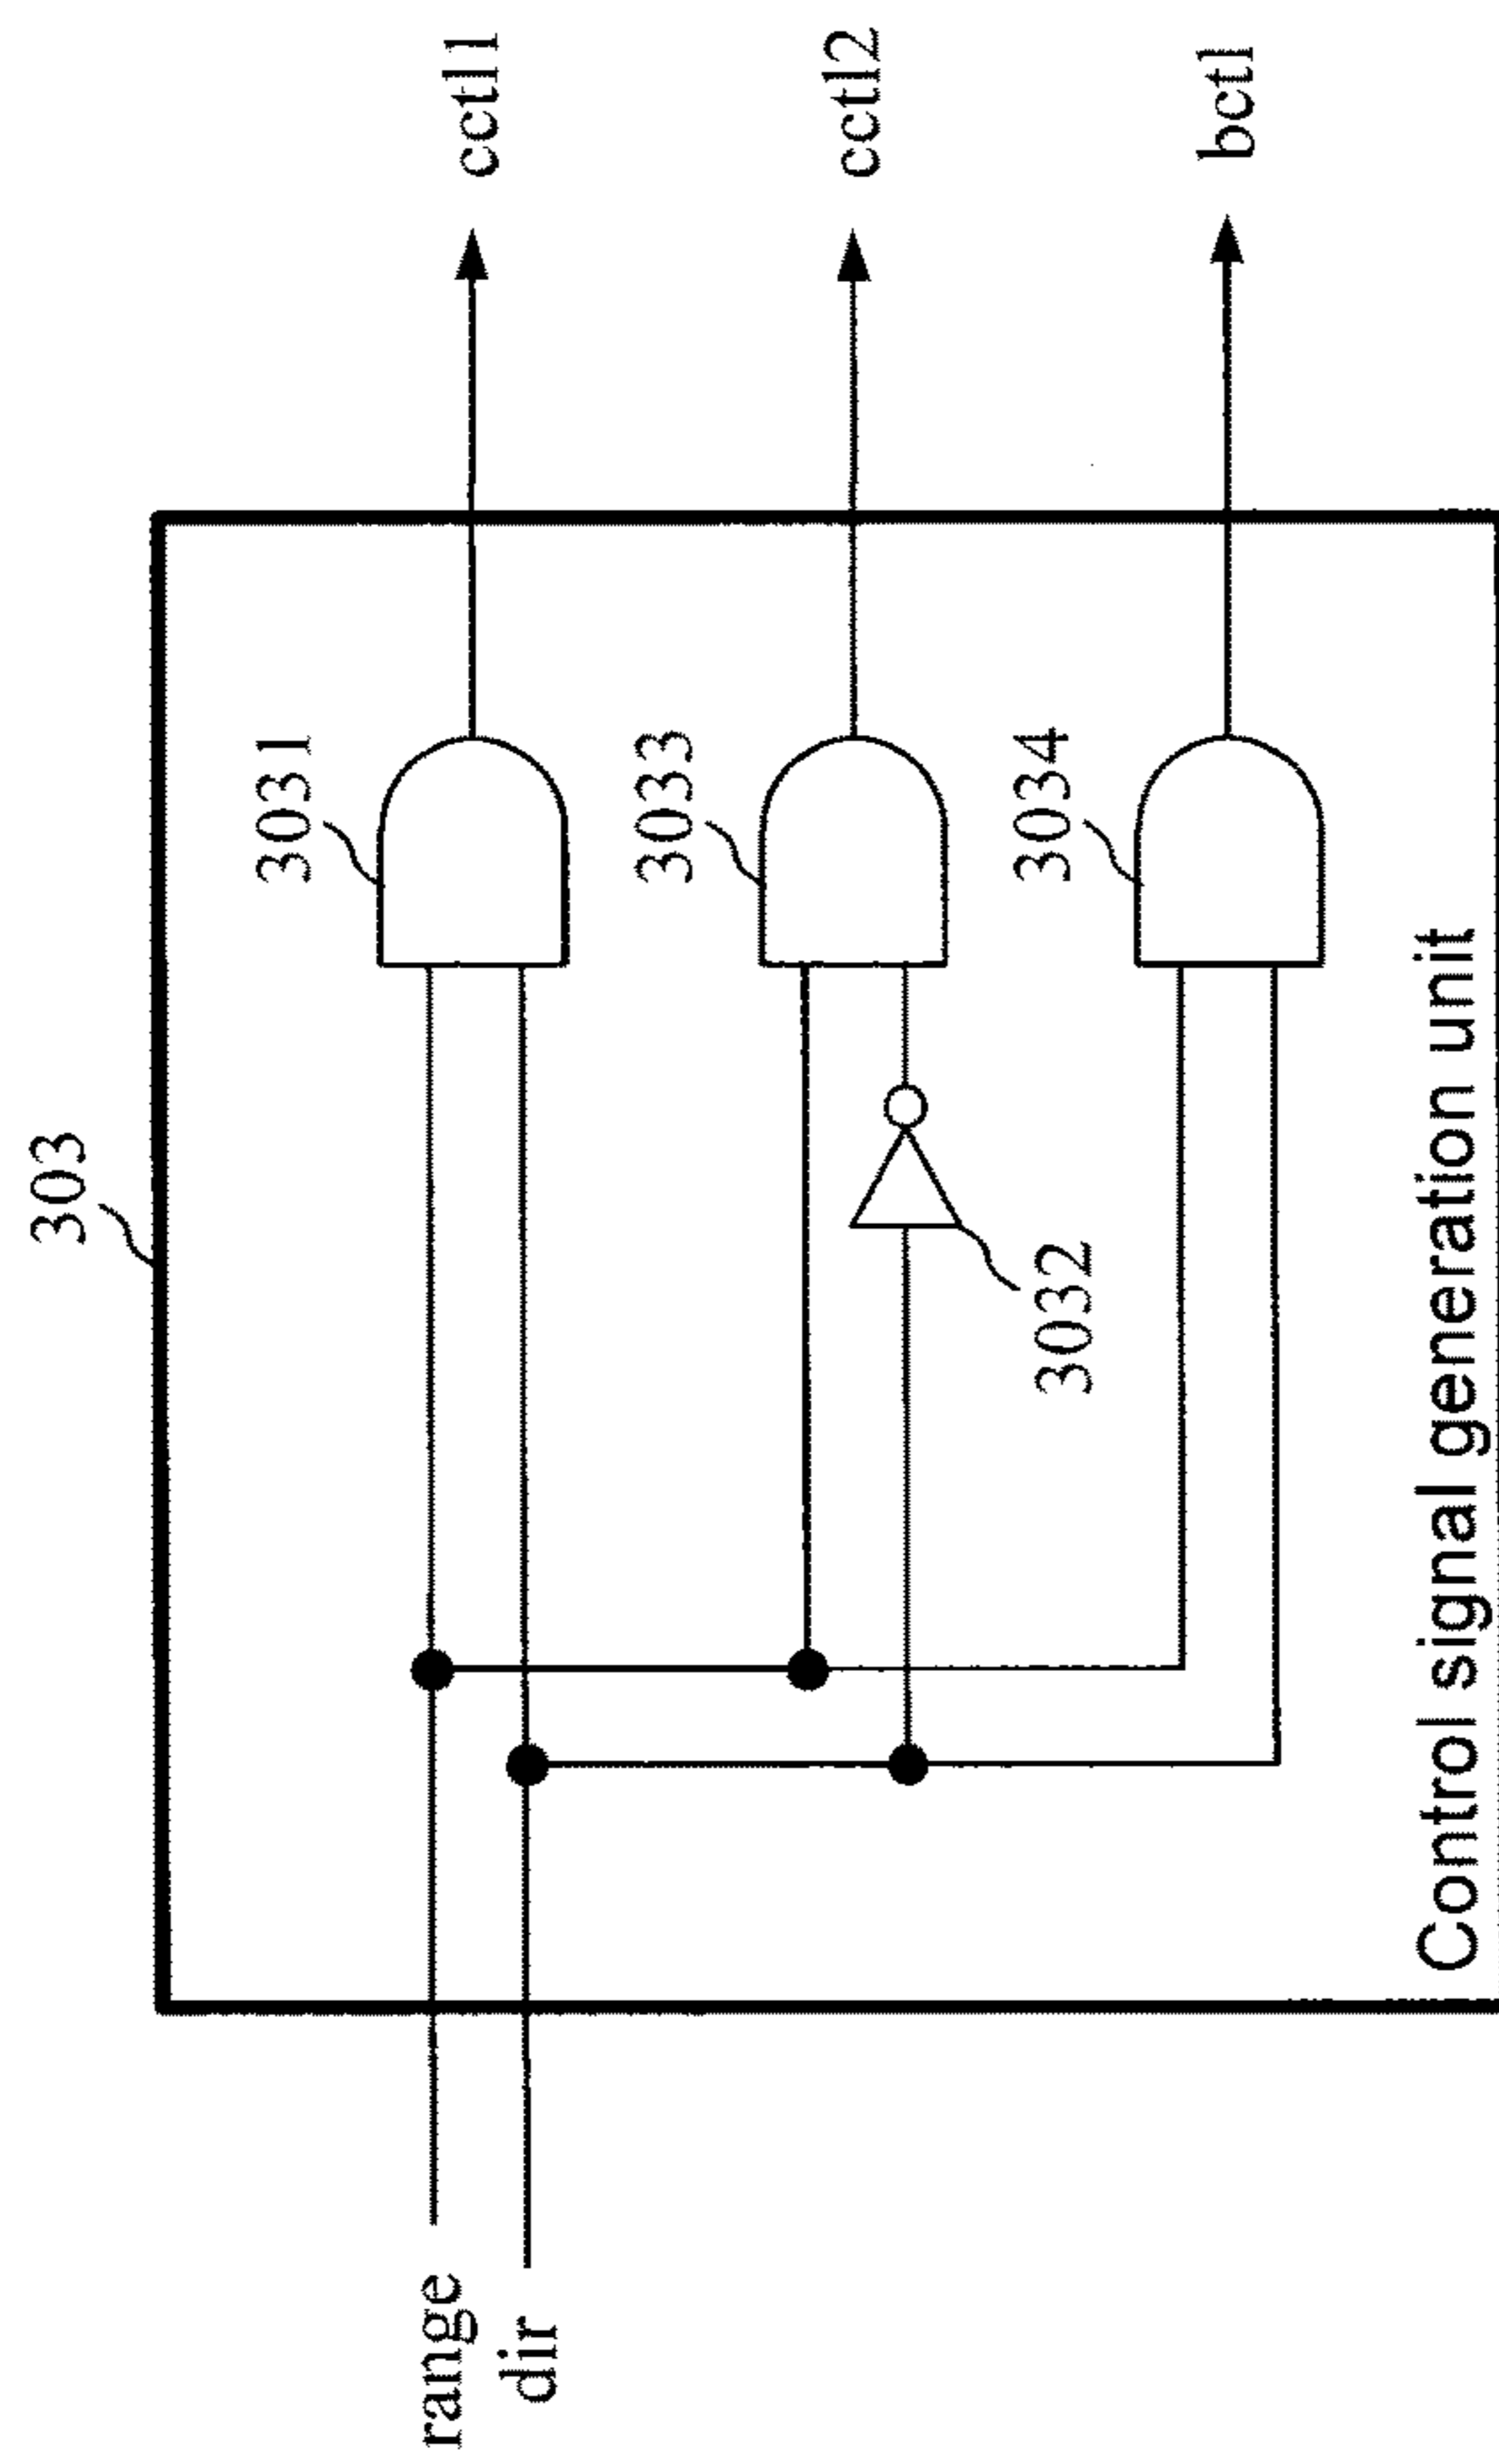 303
range
dir
3031
cctl1
3032
3033
cctl2
3034
bctl
Control signal generation unit